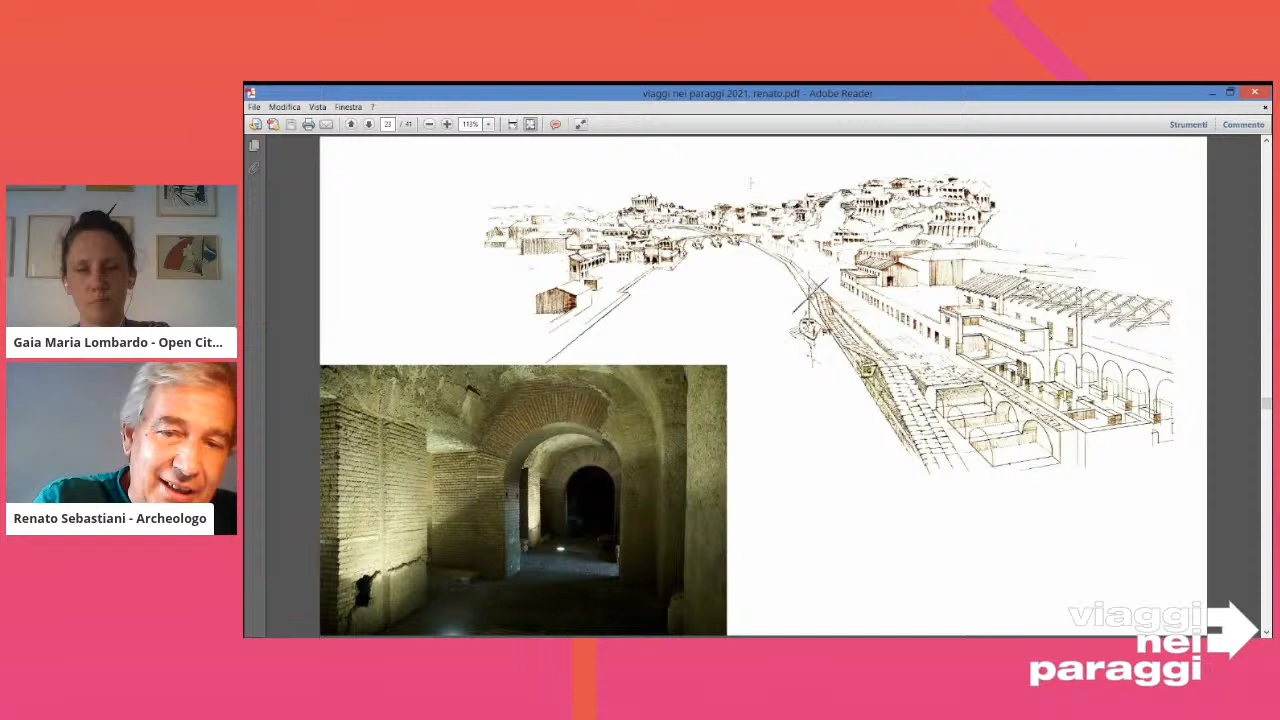 viaggi nei paraggi 2021. renato.pdf - Adobe Reader
File Modifica Vista Finestra ?
23 / 41 113% Strumenti Commento
Gaia Maria Lombardo - Open Cit...
Renato Sebastiani - Archeologo
viaggi
nei
paraggi